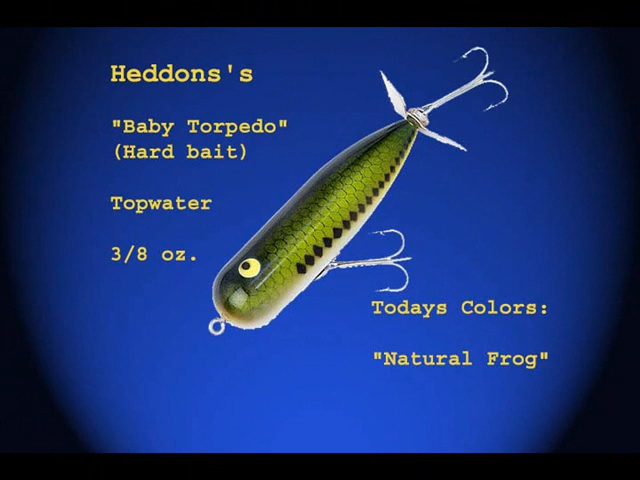 Heddons's
"Baby Torpedo"
(Hard bait)
Topwater
3/8 oz.
Todays Colors:
"Natural Frog"